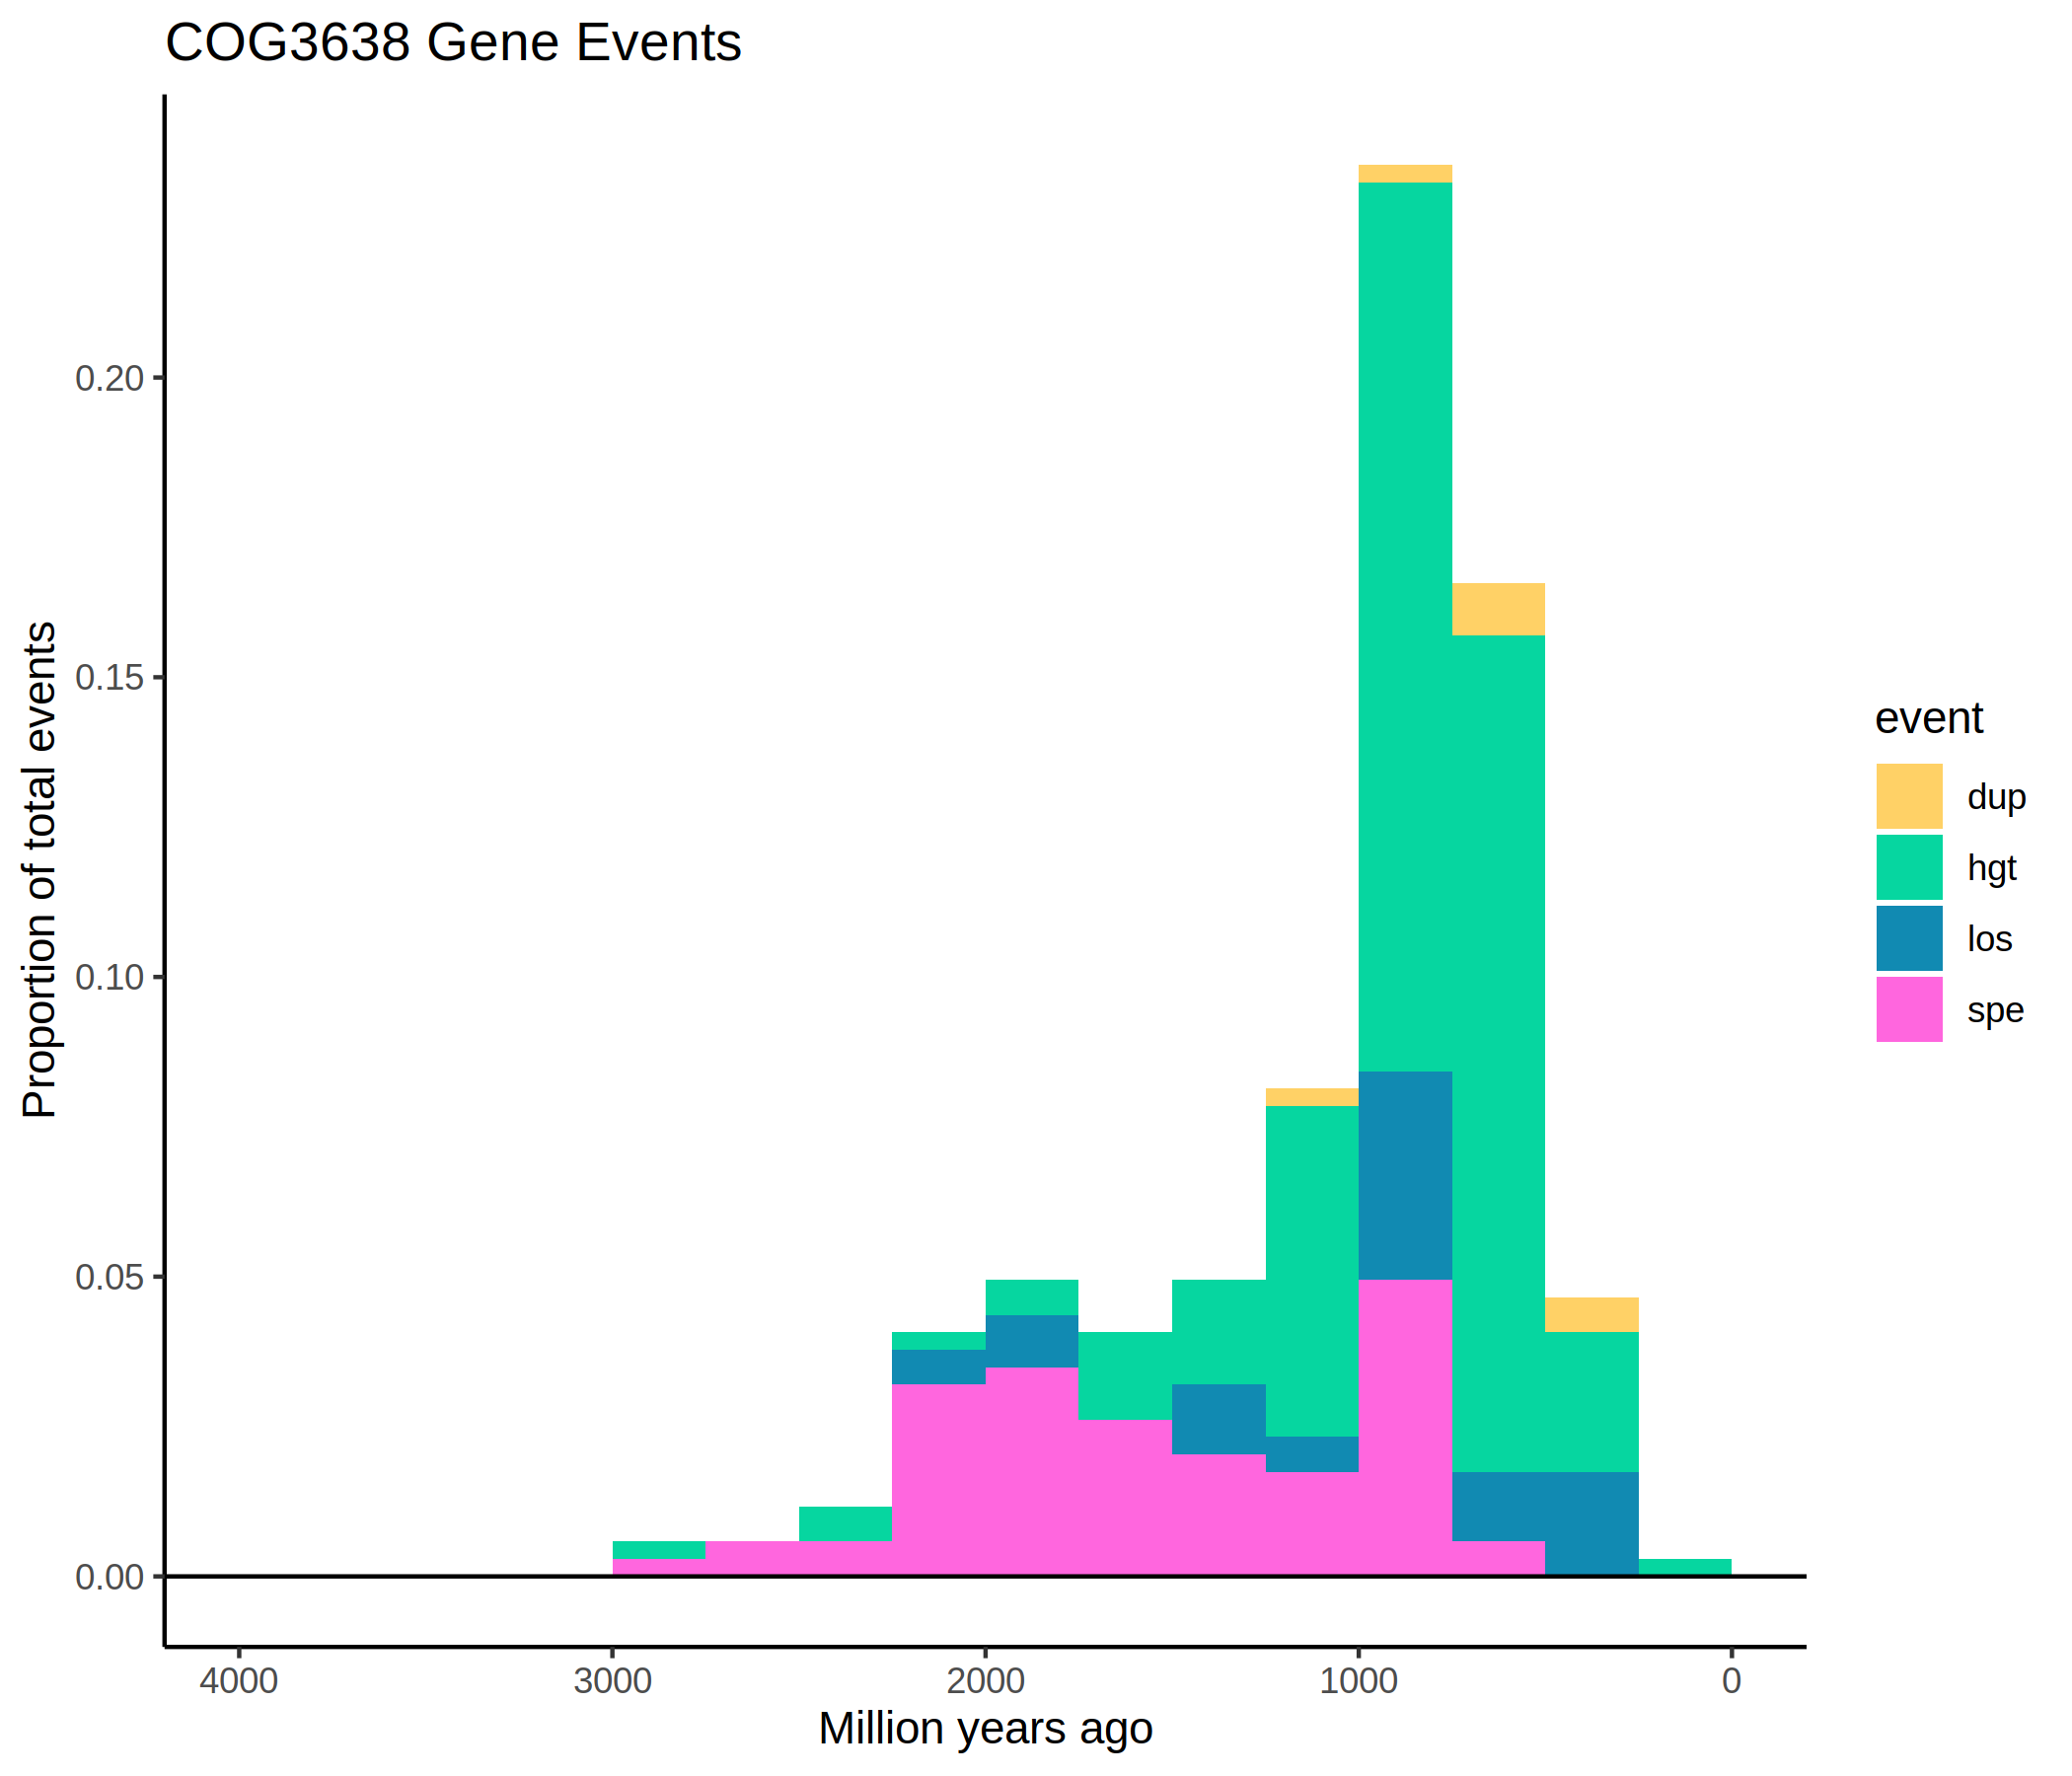 COG3638 Gene Events
Proportion of total events
0.20
0.15
0.10
0.05
0.00
4000 3000 2000 1000 0
Million years ago
event
dup
hgt
los
spe